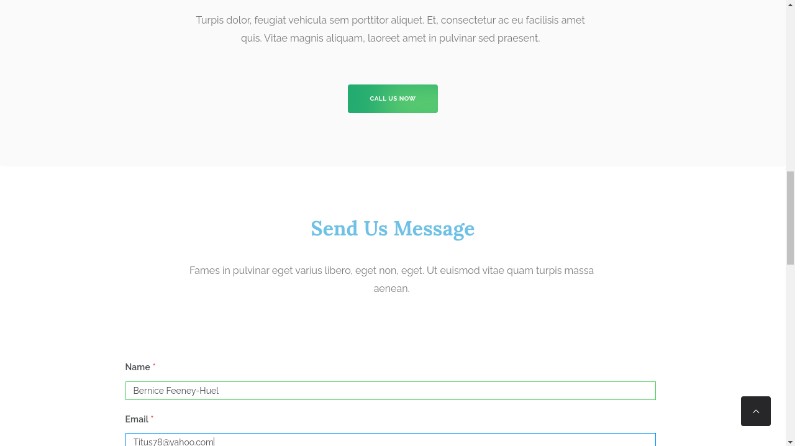 Turpis dolor, feugiat vehicula sem porttitor aliquet. Et, consectetur ac eu facilisis amet
quis. Vitae magnis aliquam, laoreet amet in pulvinar sed praesent.
CALL US NOW
Send Us Message
Fames in pulvinar eget varius libero, eget non, eget. Ut euismod vitae quam turpis massa
aenean.
Name *
Bernice Feeney-Huel
Email *
Titus78@yahoo.com